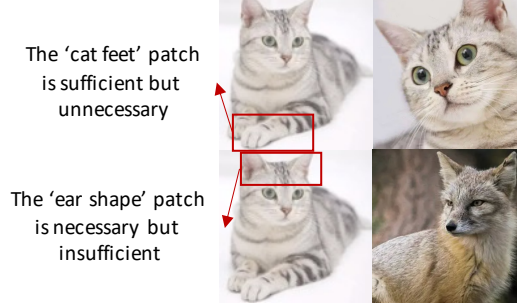 The ‘cat feet’ patch
is sufficient but
unnecessary
The ‘ear shape’ patch
is necessary but
insufficient